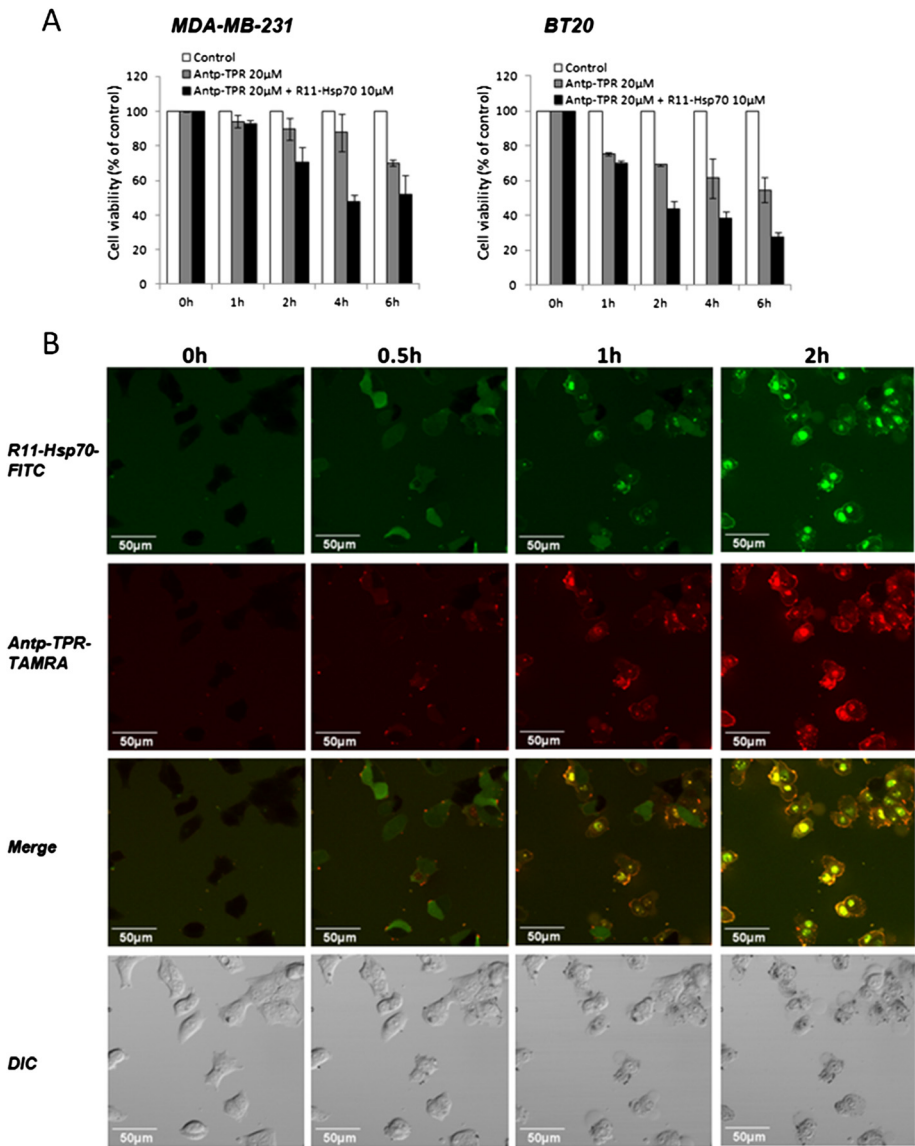 A
MDA-MB-231
Control
Antp-TPR 20μM
Antp-TPR 20μM + R11-Hsp70 10μM
Cell viability (% of control)
120
100
80
60
40
20
0
0h 1h 2h 4h 6h
BT20
Control
Antp-TPR 20μM
Antp-TPR 20μM + R11-Hsp70 10μM
Cell viability (% of control)
120
100
80
60
40
20
0
0h 1h 2h 4h 6h
B
0h 0.5h 1h 2h
R11-Hsp70-
FITC
50μm 50μm 50μm 50μm
Antp-TPR-
TAMRA
50μm 50μm 50μm 50μm
Merge
50μm 50μm 50μm 50μm
DIC
50μm 50μm 50μm 50μm